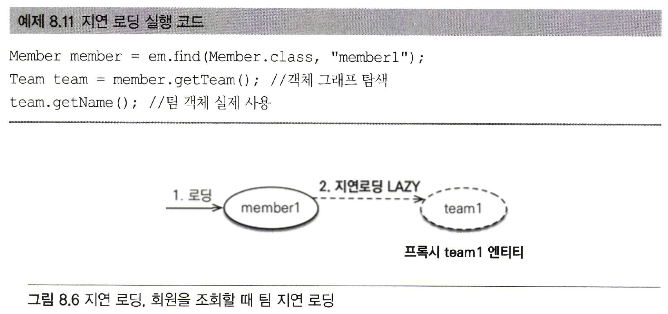 예제 8.11 지연 로딩 실행 코드
Member member = em.find(Member.class, "member1");
Team team = member.getTeam(); //객체 그래프 탐색
team.getName(); //팀 객체 실제 사용
1. 로딩
member1
2. 지연로딩 LAZY
team1
프록시 team1 엔티티
그림 8.6 지연 로딩, 회원을 조회할 때 팀 지연 로딩